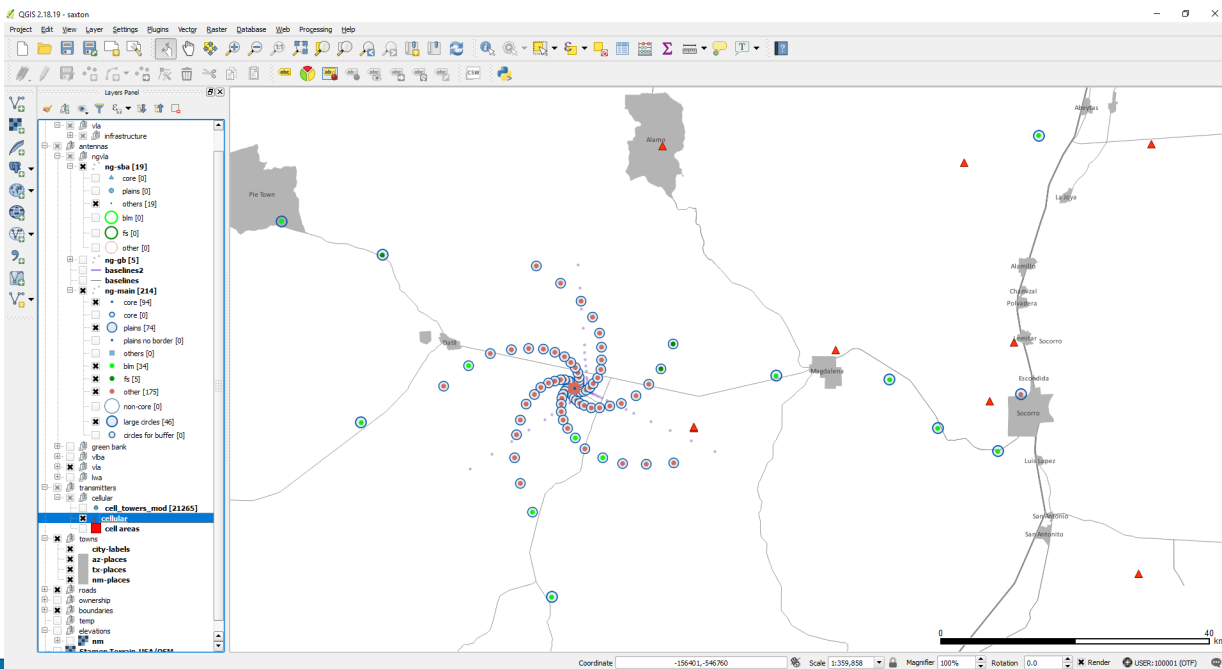 QGIS 2.18.19 - saxton
Project Edit View Layer Settings Plugins Vector Raster Database Web Processing Help
Layers Panel
vla
infrastructure
antennas
ngvla
ng-sba [19]
core [0]
plains [0]
others [19]
blm [0]
fs [0]
other [0]
ng-gb [5]
baselines2
baselines
ng-main [214]
core [94]
core [0]
plains [74]
plains no border [0]
others [0]
blm [34]
fs [5]
other [175]
non-core [0]
large circles [46]
circles for buffer [0]
green bank
vlba
vla
lwa
transmitters
cellular
cell_towers_mod [21265]
cellular
cell areas
towns
city-labels
az-places
tx-places
nm-places
roads
ownership
boundaries
temp
elevations
nm
Stamen Terrain-USA/OSM
Pie Town
Alamo
Abeytas
La Joya
Alamillo
Chamizal
Polvadera
Lemitar
Socorro
Datil
Magdalena
Escondida
Socorro
Luis Lopez
San Antonio
San Antonito
0
40
km
Coordinate
-156401,-546760
Scale 1:359,858
Magnifier 100%
Rotation 0.0
Render
USER:100001 (OTF)